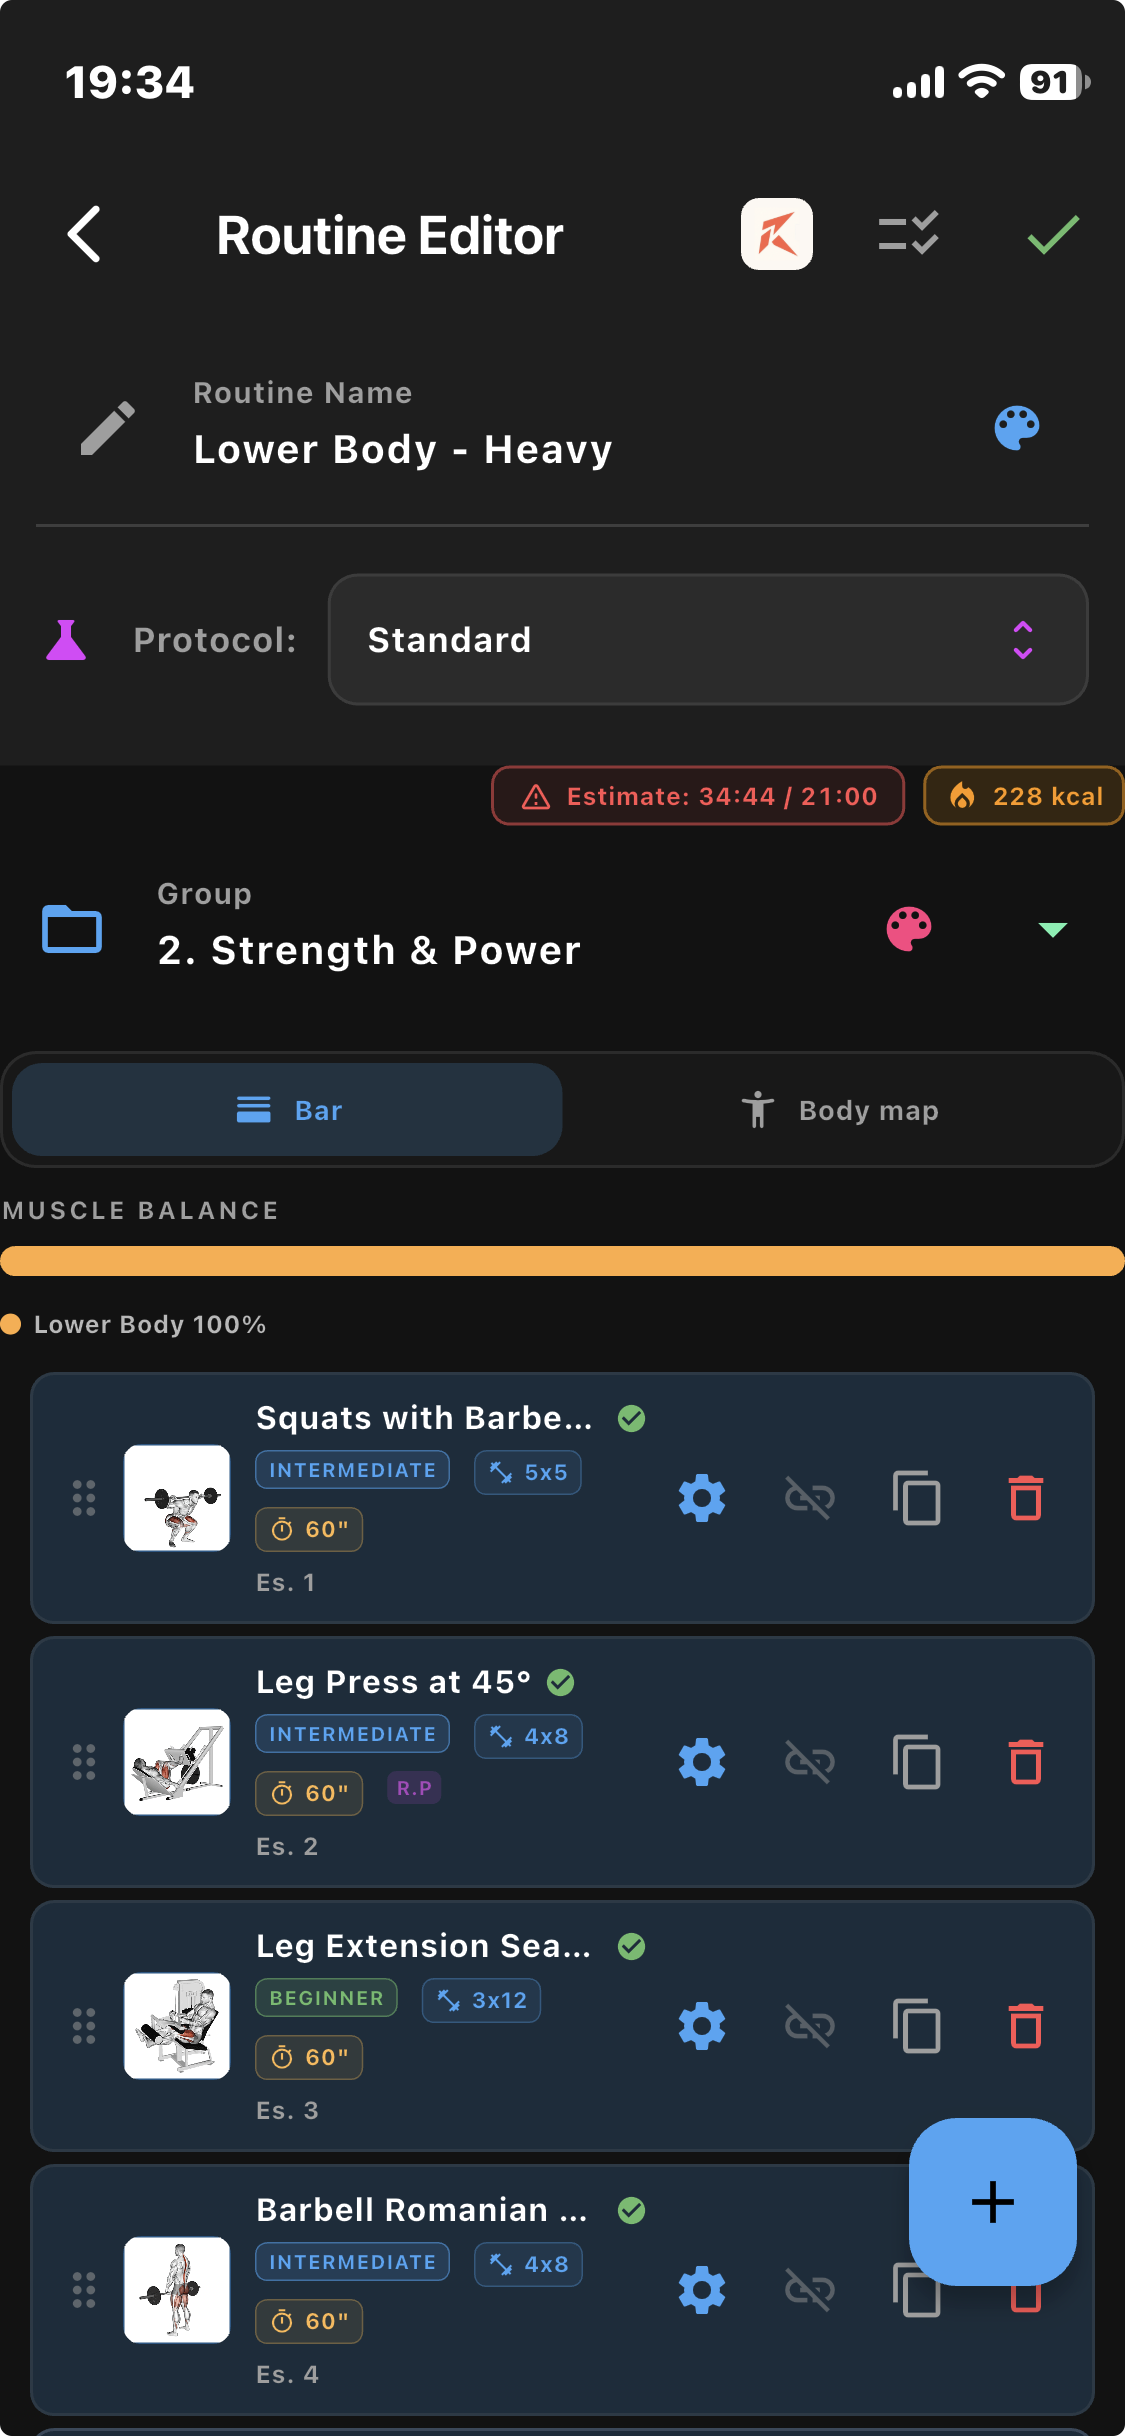 19:34
91
Routine Editor
Routine Name
Lower Body - Heavy
Protocol:
Standard
Estimate: 34:44 / 21:00
228 kcal
Group
2. Strength & Power
Bar
Body map
MUSCLE BALANCE
Lower Body 100%
Squats with Barbe...
INTERMEDIATE
5x5
60"
Es. 1
Leg Press at 45°
INTERMEDIATE
4x8
60"
R.P
Es. 2
Leg Extension Sea...
BEGINNER
3x12
60"
Es. 3
Barbell Romanian ...
INTERMEDIATE
4x8
60"
Es. 4